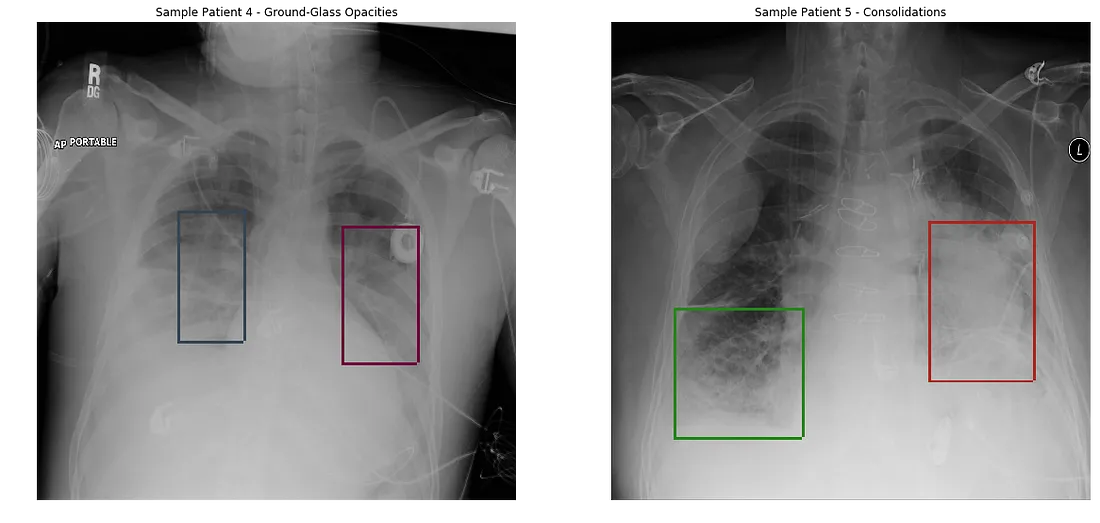 Sample Patient 4 - Ground-Glass Opacities
R
DG
AP PORTABLE
Sample Patient 5 - Consolidations
L